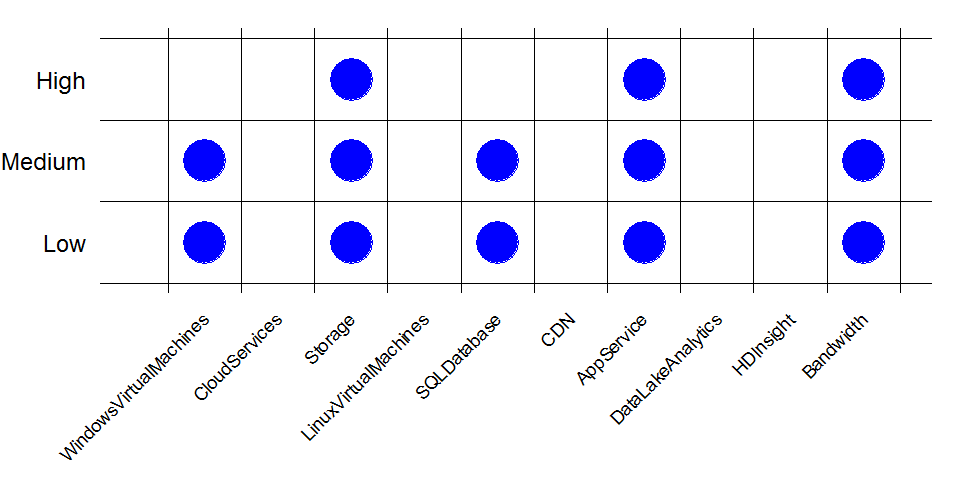 High
Medium
Low
WindowsVirtualMachines
CloudServices
Storage
LinuxVirtualMachines
SQLDatabase
CDN
AppService
DataLakeAnalytics
HDInsight
Bandwidth